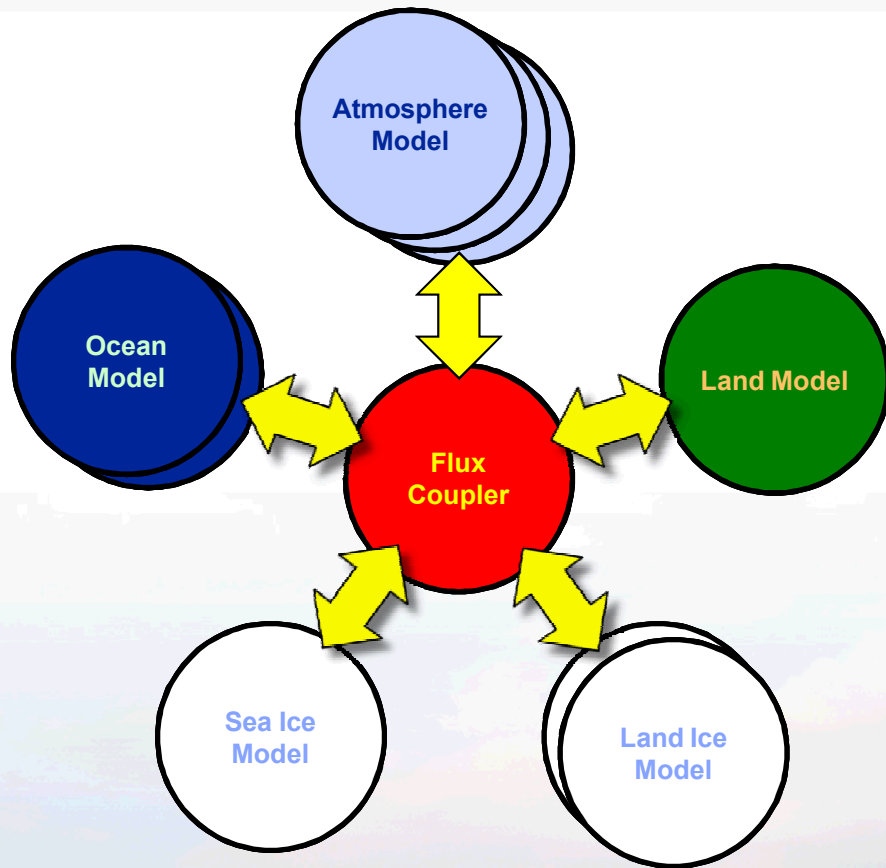 Atmosphere
Model
Ocean
Model
Land Model
Flux
Coupler
Sea Ice
Model
Land Ice
Model